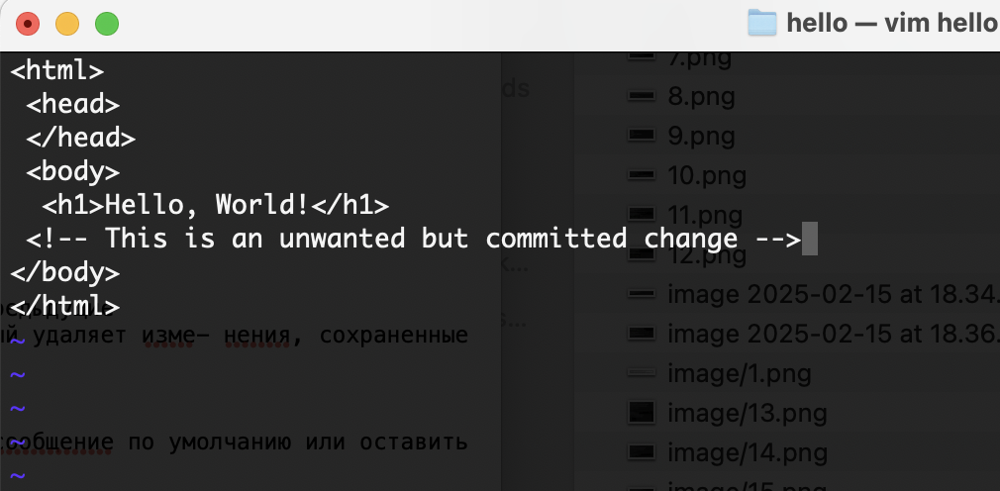 hello — vim hello
<html>
<head>
</head>
<body>
<h1>Hello, World!</h1>
<!-- This is an unwanted but committed change -->
</body>
</html>
~
~
~
~
~
ds
удаляет изме- нения, сохраненные
по умолчанию или оставить
7.png
8.png
9.png
10.png
11.png
12.png
image 2025-02-15 at 18.34.
image 2025-02-15 at 18.36.
image/1.png
image/13.png
image/14.png
image/15.png